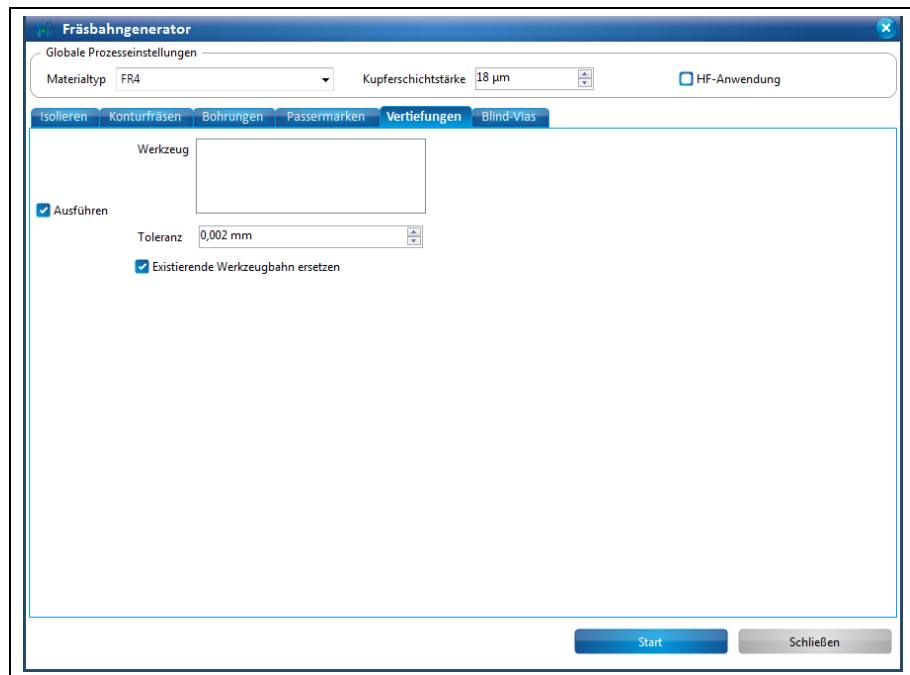 Fräsbahngenerator
Globale Prozesseinstellungen
Materialtyp FR4 Kupferschichtstärke 18 µm HF-Anwendung
Isolieren Konturfräsen Bohrungen Passermarken Vertiefungen Blind-Vias
Werkzeug
Ausführen
Toleranz 0,002 mm
Existierende Werkzeugbahn ersetzen
Start Schließen